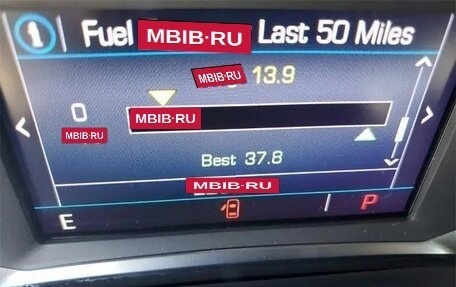 Fuel MBIB·RU Last 50 Miles
MBIB·RU 13.9
0
MBIB·RU
MBIB·RU
Best 37.8
MBIB·RU
E P